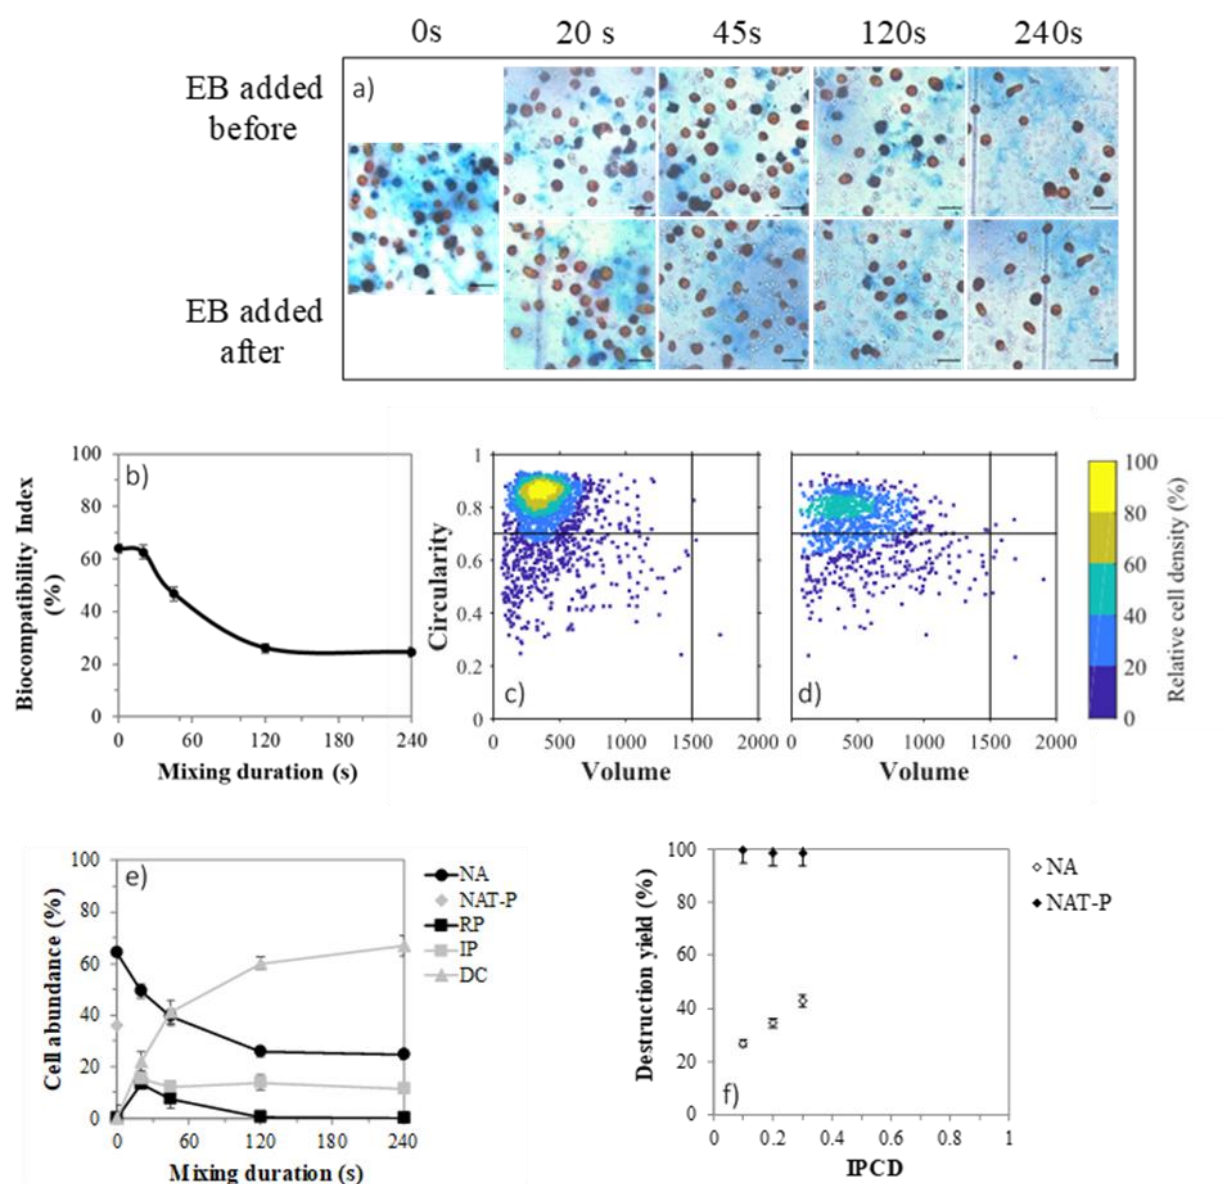 0s 20 s 45s 120s 240s
EB added
before
EB added
after
a)
b)
Biocompatibility Index
(%)
100
80
60
40
20
0
0 60 120 180 240
Mixing duration (s)
Circularity
1
0.8
0.6
0.4
0.2
0
c)
0 500 1000 1500 2000
Volume
d)
0 500 1000 1500 2000
Volume
100
80
60
40
20
0
Relative cell density (%)
e)
Cell abundance (%)
100
80
60
40
20
0
0 60 120 180 240
Mixing duration (s)
NA
NAT-P
RP
IP
DC
f)
Destruction yield (%)
100
80
60
40
20
0
0 0.2 0.4 0.6 0.8 1
IPCD
NA
NAT-P